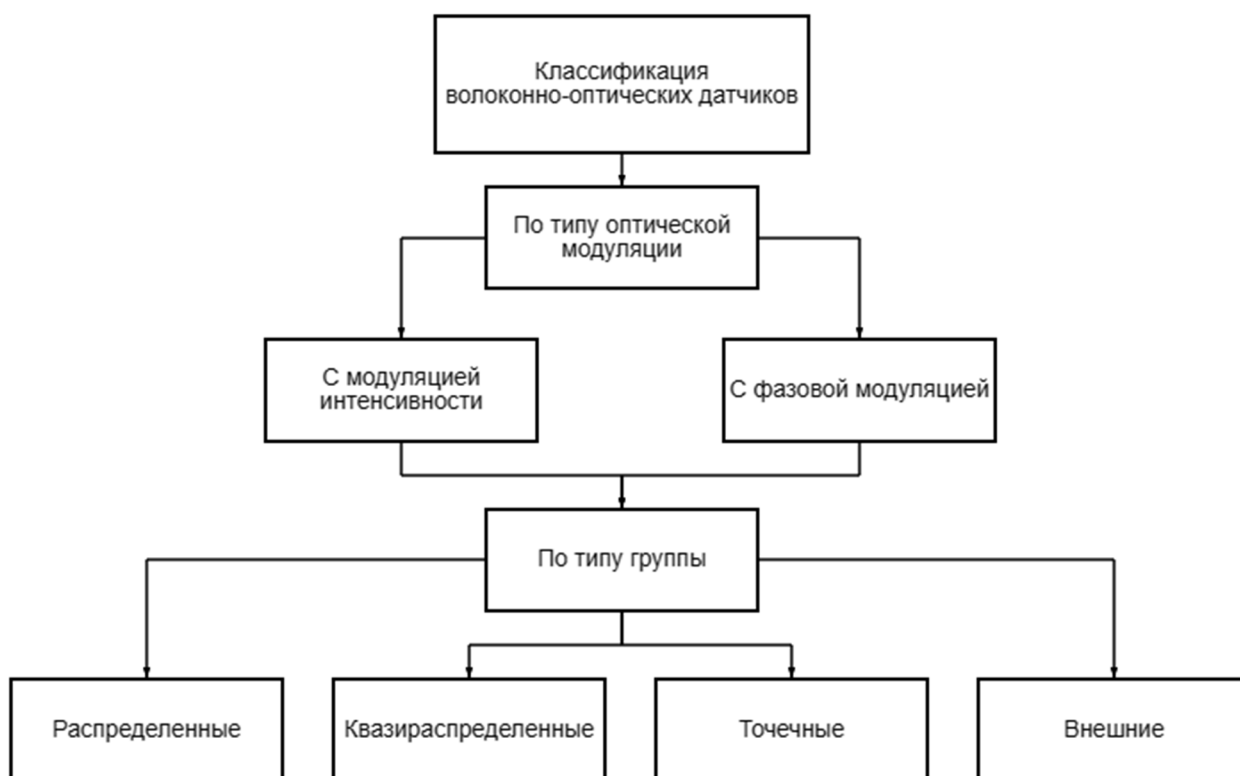 Классификация
волоконно-оптических датчиков
По типу оптической
модуляции
С модуляцией
интенсивности
С фазовой модуляцией
По типу группы
Распределенные
Квазираспределенные
Точечные
Внешние